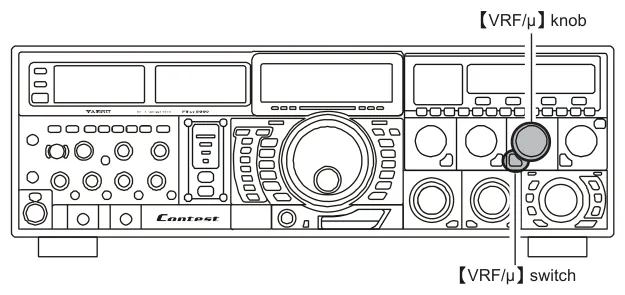 【VRF/µ】 knob
YAESU
Contest
【VRF/µ】 switch